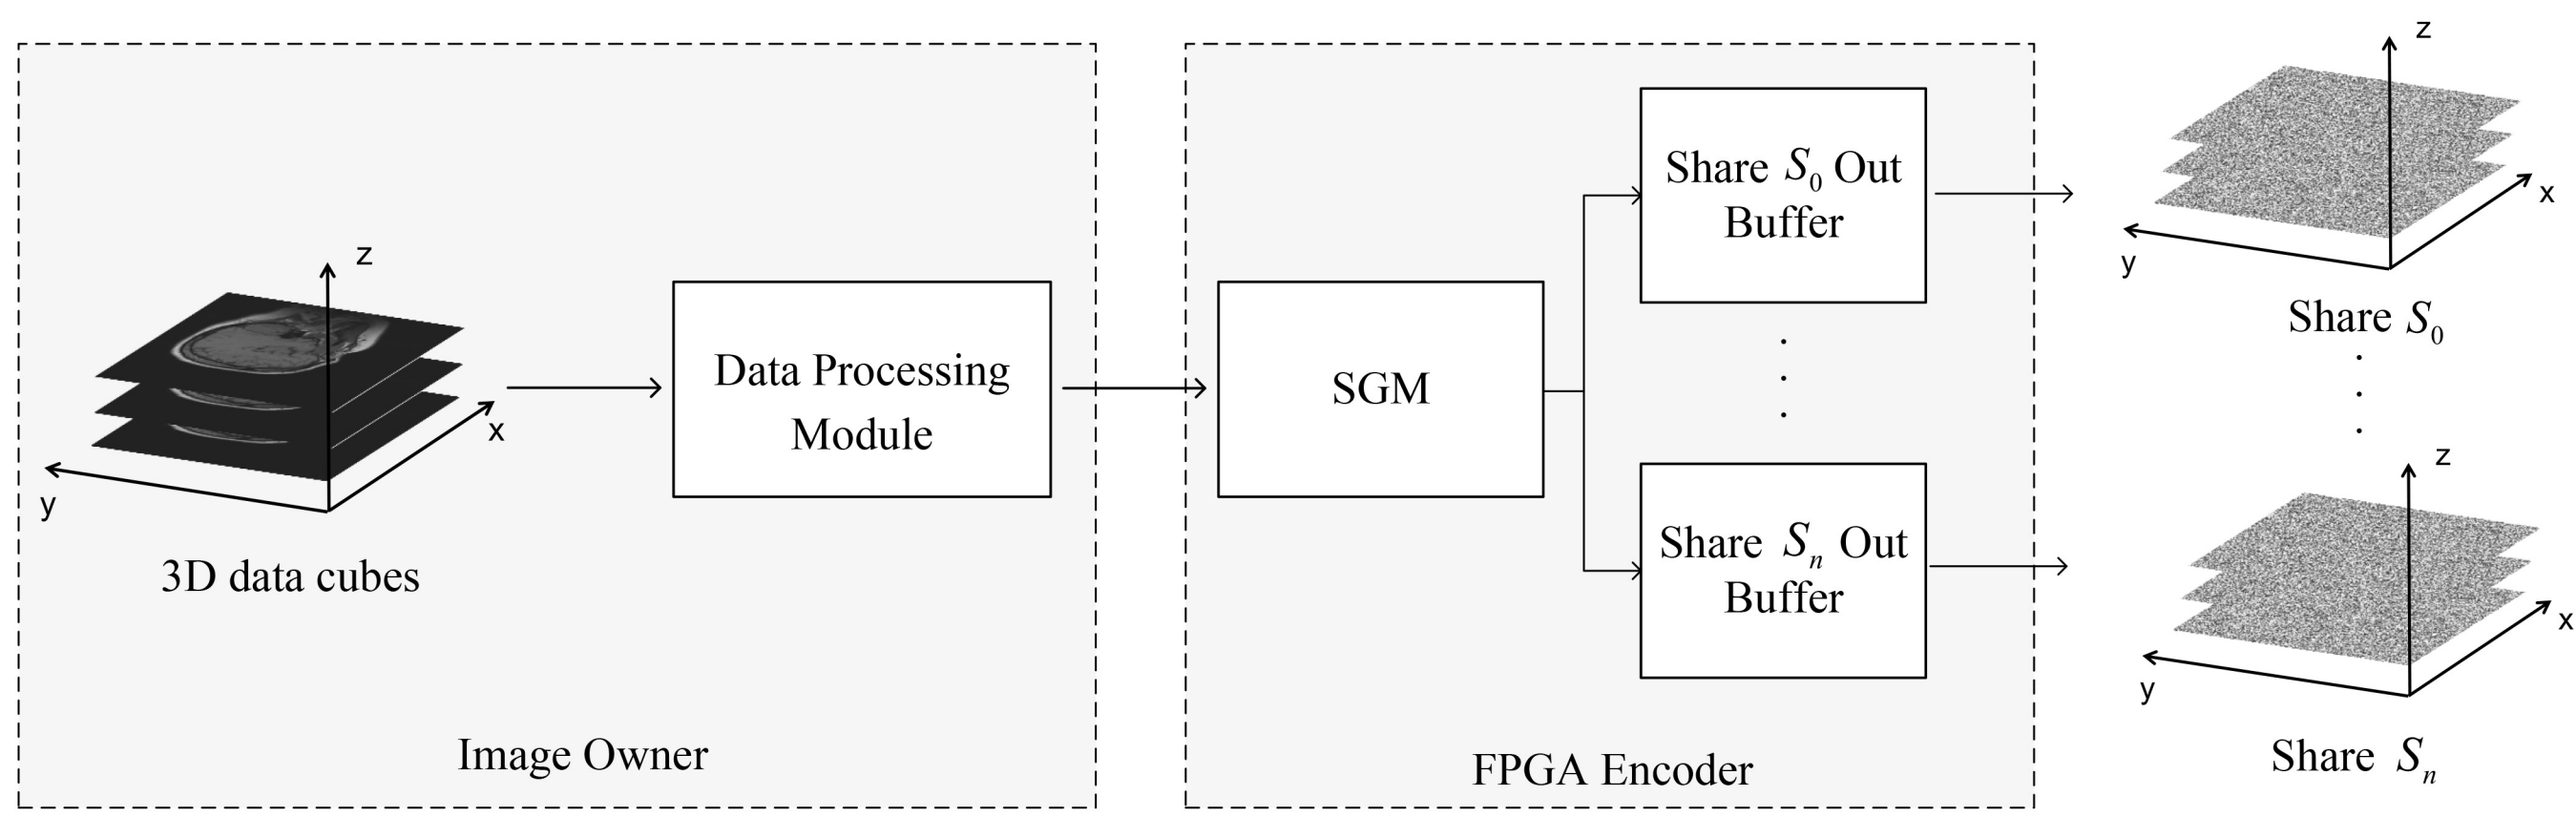 z
x
y
3D data cubes
Data Processing
Module
Image Owner
SGM
Share S₀ Out
Buffer
.
.
.
Share Sₙ Out
Buffer
FPGA Encoder
z
x
y
Share S₀
.
.
.
z
x
y
Share Sₙ